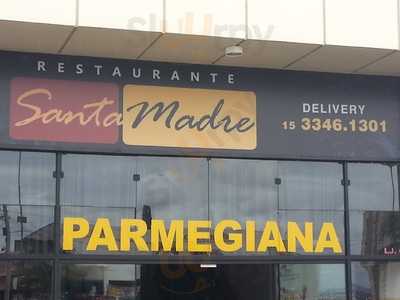 RESTAURANTE
Santa Madre
DELIVERY
15 3346.1301
PARMEGIANA